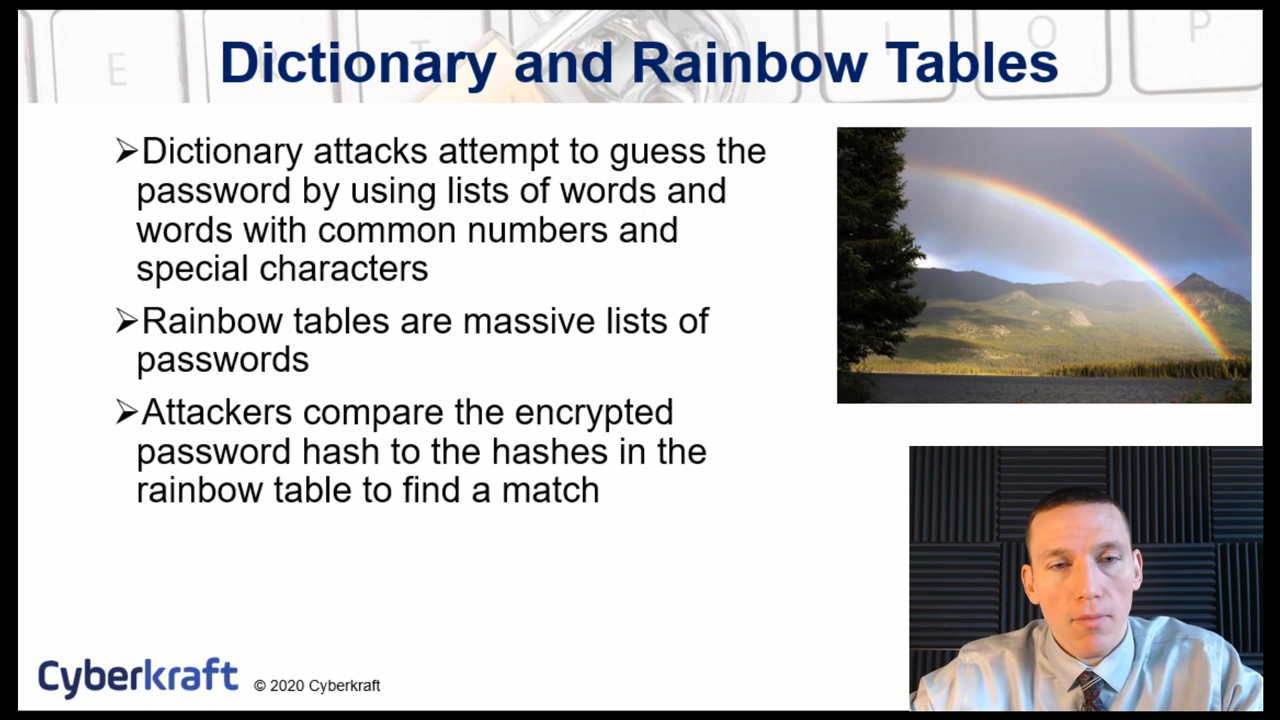 Dictionary and Rainbow Tables
➢Dictionary attacks attempt to guess the
password by using lists of words and
words with common numbers and
special characters
➢Rainbow tables are massive lists of
passwords
➢Attackers compare the encrypted
password hash to the hashes in the
rainbow table to find a match
Cyberkraft © 2020 Cyberkraft